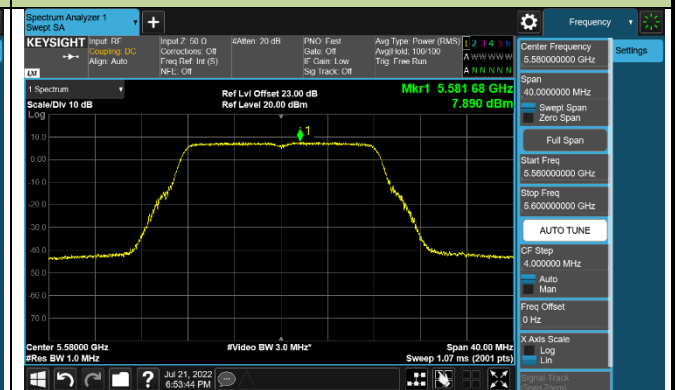 Spectrum Analyzer 1
Swept SA
+
Frequency
KEYSIGHT
Input: RF
Coupling: DC
Align: Auto
Input Z: 50 Ω
Corrections: Off
Freq Ref: Int (S)
NFE: Off
#Atten: 20 dB
PNO: Fast
Gate: Off
IF Gain: Low
Sig Track: Off
Avg Type: Power (RMS)
Avg|Hold: 100/100
Trig: Free Run
1 2 3 4 5 6
A W W W W W
A N N N N N
LXI
1 Spectrum
Scale/Div 10 dB
Log
Ref Lvl Offset 23.00 dB
Ref Level 20.00 dBm
Mkr1 5.581 68 GHz
7.890 dBm
1
10.0
0.00
-10.0
-20.0
-30.0
-40.0
-50.0
-60.0
-70.0
Center 5.58000 GHz
#Res BW 1.0 MHz
#Video BW 3.0 MHz*
Span 40.00 MHz
Sweep 1.07 ms (2001 pts)
Jul 21, 2022
6:53:44 PM
?
Settings
Center Frequency
5.580000000 GHz
Span
40.0000000 MHz
Swept Span
Zero Span
Full Span
Start Freq
5.560000000 GHz
Stop Freq
5.600000000 GHz
AUTO TUNE
CF Step
4.000000 MHz
Auto
Man
Freq Offset
0 Hz
X Axis Scale
Log
Lin
Signal Track
(Span Zoom)